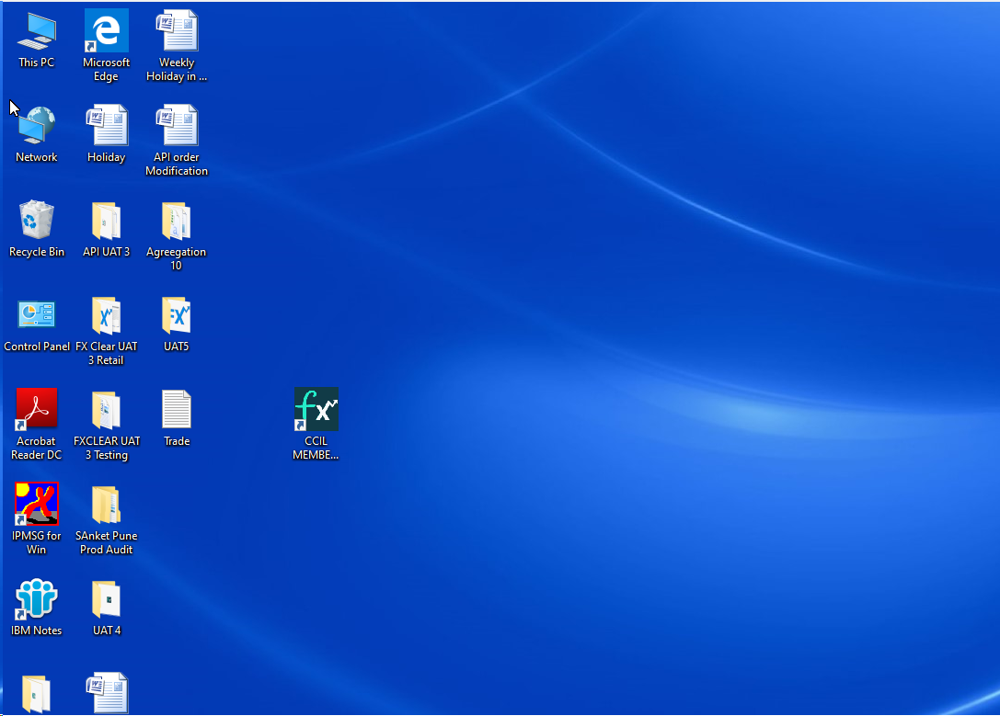 This PC
Microsoft
Edge
Weekly
Holiday in ...
Network
Holiday
API order
Modification
Recycle Bin
API UAT 3
Agreegation
10
Control Panel
FX Clear UAT
3 Retail
UAT5
Acrobat
Reader DC
FXCLEAR UAT
3 Testing
Trade
fx
CCIL
MEMBE...
IPMSG for
Win
SAnket Pune
Prod Audit
IBM Notes
UAT 4